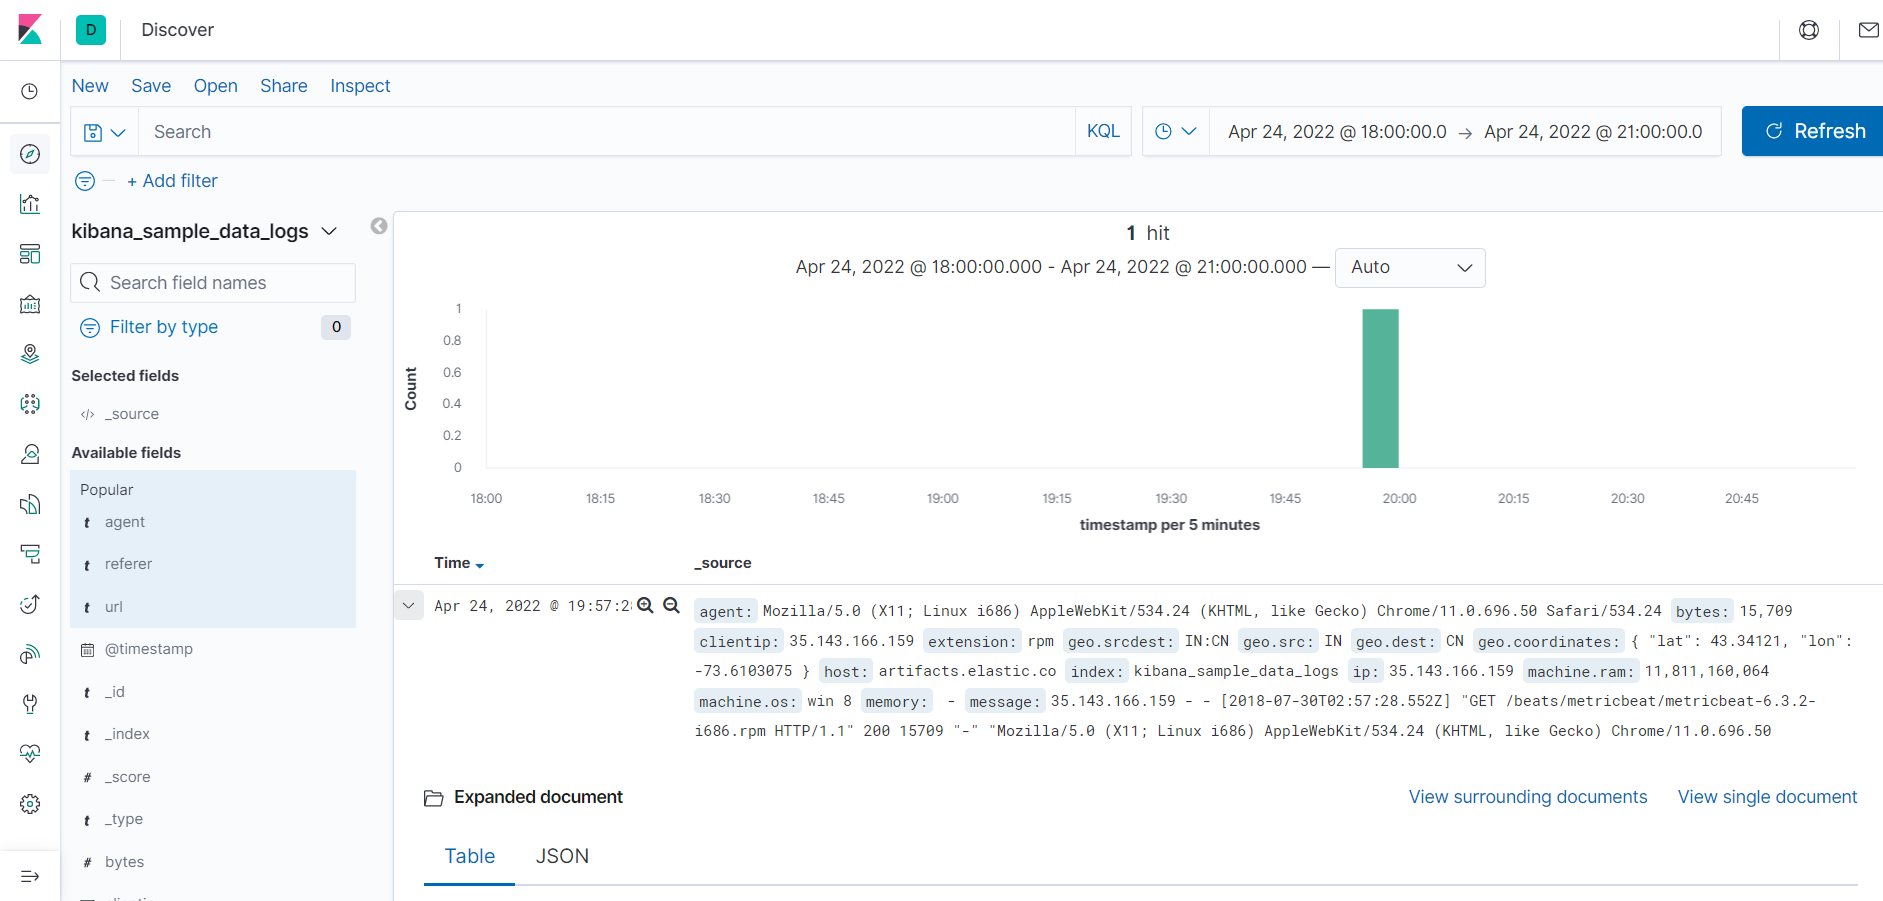 D Discover
New Save Open Share Inspect
Search KQL Apr 24, 2022 @ 18:00:00.0 → Apr 24, 2022 @ 21:00:00.0 Refresh
+ Add filter
kibana_sample_data_logs
Search field names
Filter by type 0
Selected fields
_source
Available fields
Popular
t agent
t referer
t url
@timestamp
t _id
t _index
# _score
t _type
# bytes
1 hit
Apr 24, 2022 @ 18:00:00.000 - Apr 24, 2022 @ 21:00:00.000 — Auto
Count
1
0.8
0.6
0.4
0.2
0
18:00 18:15 18:30 18:45 19:00 19:15 19:30 19:45 20:00 20:15 20:30 20:45
timestamp per 5 minutes
Time _source
Apr 24, 2022 @ 19:57:28
agent: Mozilla/5.0 (X11; Linux i686) AppleWebKit/534.24 (KHTML, like Gecko) Chrome/11.0.696.50 Safari/534.24 bytes: 15,709
clientip: 35.143.166.159 extension: rpm geo.srcdest: IN:CN geo.src: IN geo.dest: CN geo.coordinates: { "lat": 43.34121, "lon":
-73.6103075 } host: artifacts.elastic.co index: kibana_sample_data_logs ip: 35.143.166.159 machine.ram: 11,811,160,064
machine.os: win 8 memory: - message: 35.143.166.159 - - [2018-07-30T02:57:28.552Z] "GET /beats/metricbeat/metricbeat-6.3.2-
i686.rpm HTTP/1.1" 200 15709 "-" "Mozilla/5.0 (X11; Linux i686) AppleWebKit/534.24 (KHTML, like Gecko) Chrome/11.0.696.50
Expanded document View surrounding documents View single document
Table JSON